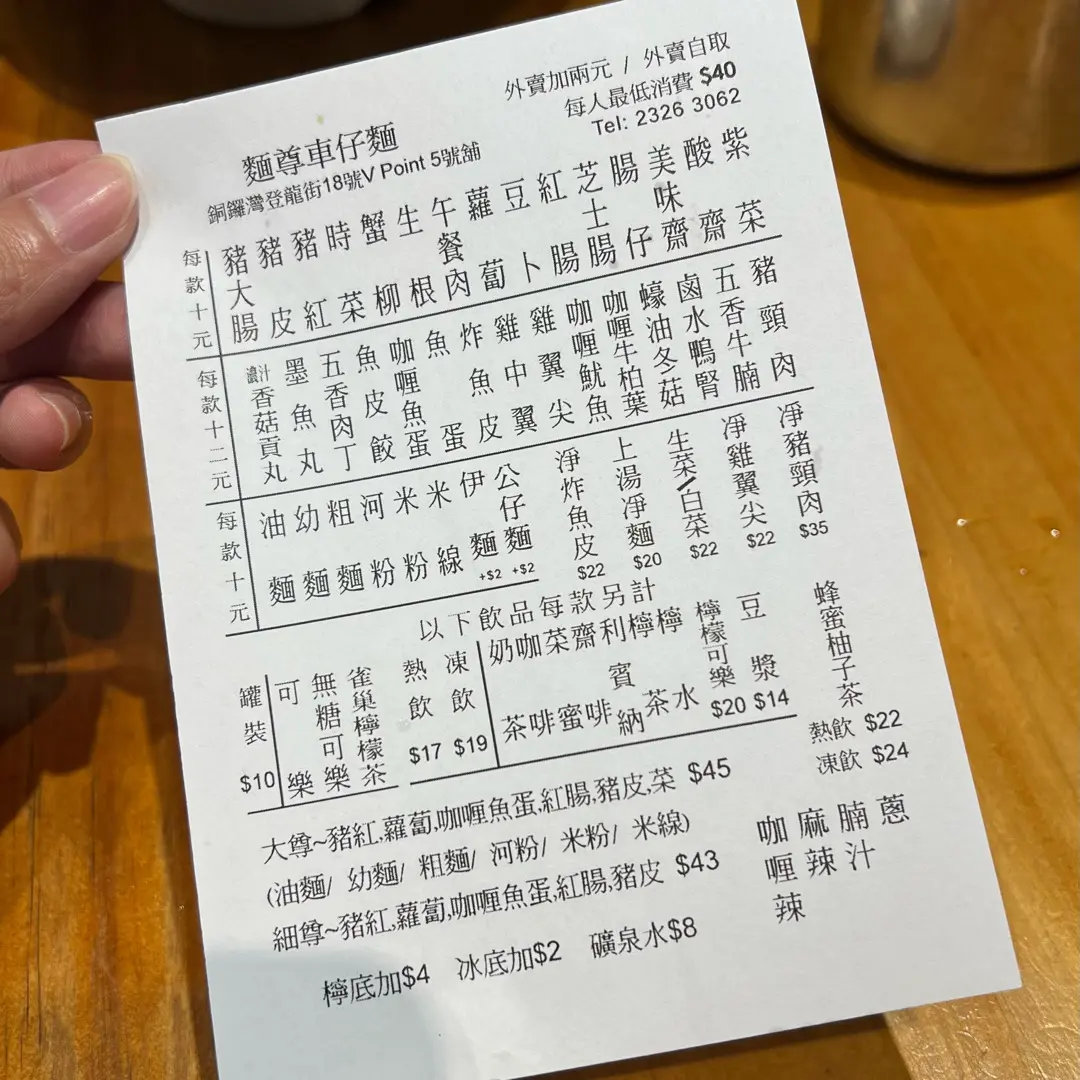 麵尊車仔麵
銅鑼灣登龍街18號V Point 5號舖
外賣加兩元 / 外賣自取
每人最低消費 $40
Tel: 2326 3062
每款十元
豬大腸
豬皮
豬紅
時菜
蟹柳
生根
午餐肉
蘿蔔
豆卜
紅腸
芝士腸
腸仔
美味齋
酸齋
紫菜
每款十二元
濃汁香菇貢丸
墨魚丸
五香肉丁
魚皮餃
咖喱魚蛋
魚蛋
炸魚皮
雞中翼
雞翼尖
咖喱魷魚
咖喱牛柏葉
蠔油冬菇
鹵水鴨腎
五香牛腩
豬頸肉
每款十元
油麵
幼麵
粗麵
河粉
米粉
米線
伊麵 +$2
公仔麵 +$2
淨炸魚皮 $22
上湯凈麵 $20
生菜/白菜 $22
凈雞翼尖 $22
凈豬頸肉 $35
以下飲品每款另計
罐裝 $10
可樂
無糖可樂
雀巢檸檬茶
熱飲 $17
凍飲 $19
奶茶
咖啡
菜蜜
齋啡
利賓納
檸茶
檸水
檸檬可樂 $20
豆漿 $14
蜂蜜柚子茶
熱飲 $22
凍飲 $24
大尊~豬紅,蘿蔔,咖喱魚蛋,紅腸,豬皮,菜 $45
(油麵/ 幼麵/ 粗麵/ 河粉/ 米粉/ 米線)
細尊~豬紅,蘿蔔,咖喱魚蛋,紅腸,豬皮 $43
咖喱辣
麻辣
腩汁
蔥
檸底加$4 冰底加$2 礦泉水$8